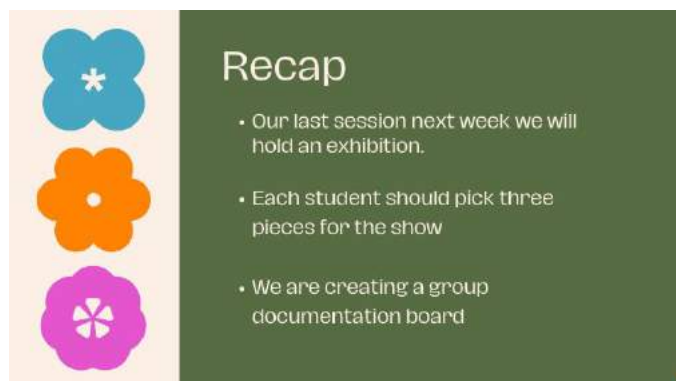 Recap
• Our last session next week we will
hold an exhibition.
• Each student should pick three
pieces for the show
• We are creating a group
documentation board